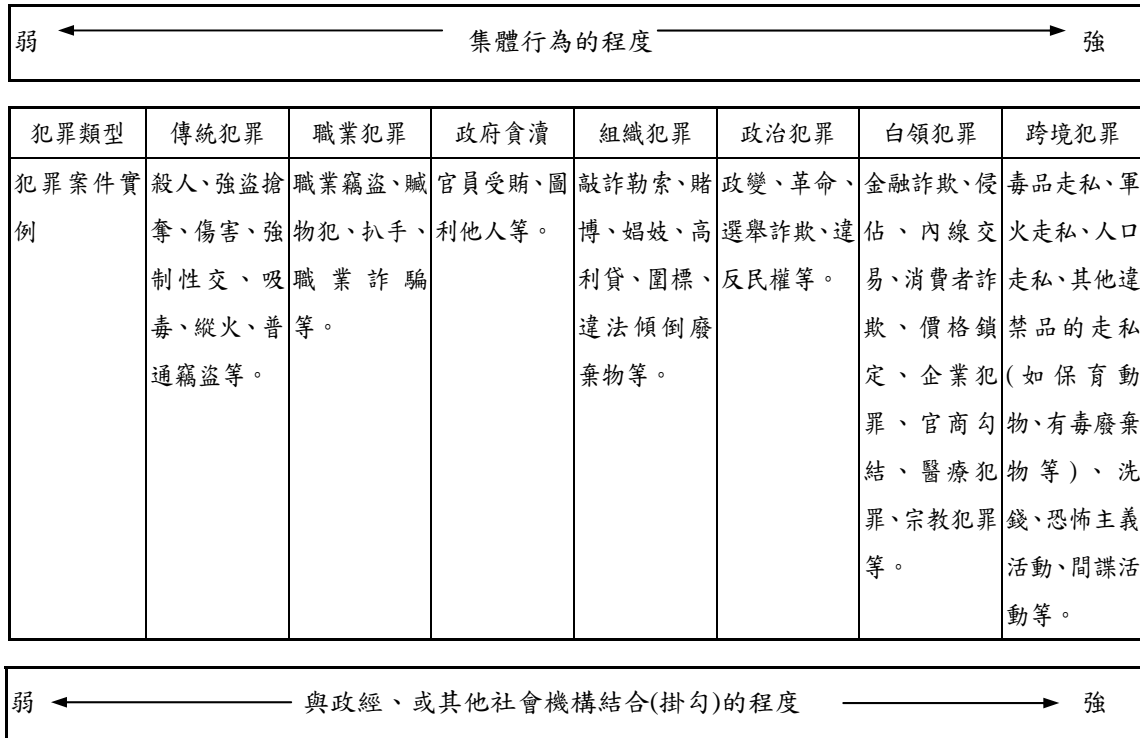 弱 集體行為的程度 強
犯罪類型 傳統犯罪 職業犯罪 政府貪瀆 組織犯罪 政治犯罪 白領犯罪 跨境犯罪
犯罪案件實
例
殺人、強盜搶
奪、傷害、強
制性交、吸
毒、縱火、普
通竊盜等。
職業竊盜、贓
物犯、扒手、
職業詐騙
等。
官員受賄、圖
利他人等。
敲詐勒索、賭
博、娼妓、高
利貸、圍標、
違法傾倒廢
棄物等。
政變、革命、
選舉詐欺、違
反民權等。
金融詐欺、侵
佔、內線交
易、消費者詐
欺、價格鎖
定、企業犯
罪、官商勾
結、醫療犯
罪、宗教犯罪
等。
毒品走私、軍
火走私、人口
走私、其他違
禁品的走私
(如保育動
物、有毒廢棄
物等)、洗
錢、恐怖主義
活動、間諜活
動等。
弱 與政經、或其他社會機構結合(掛勾)的程度 強